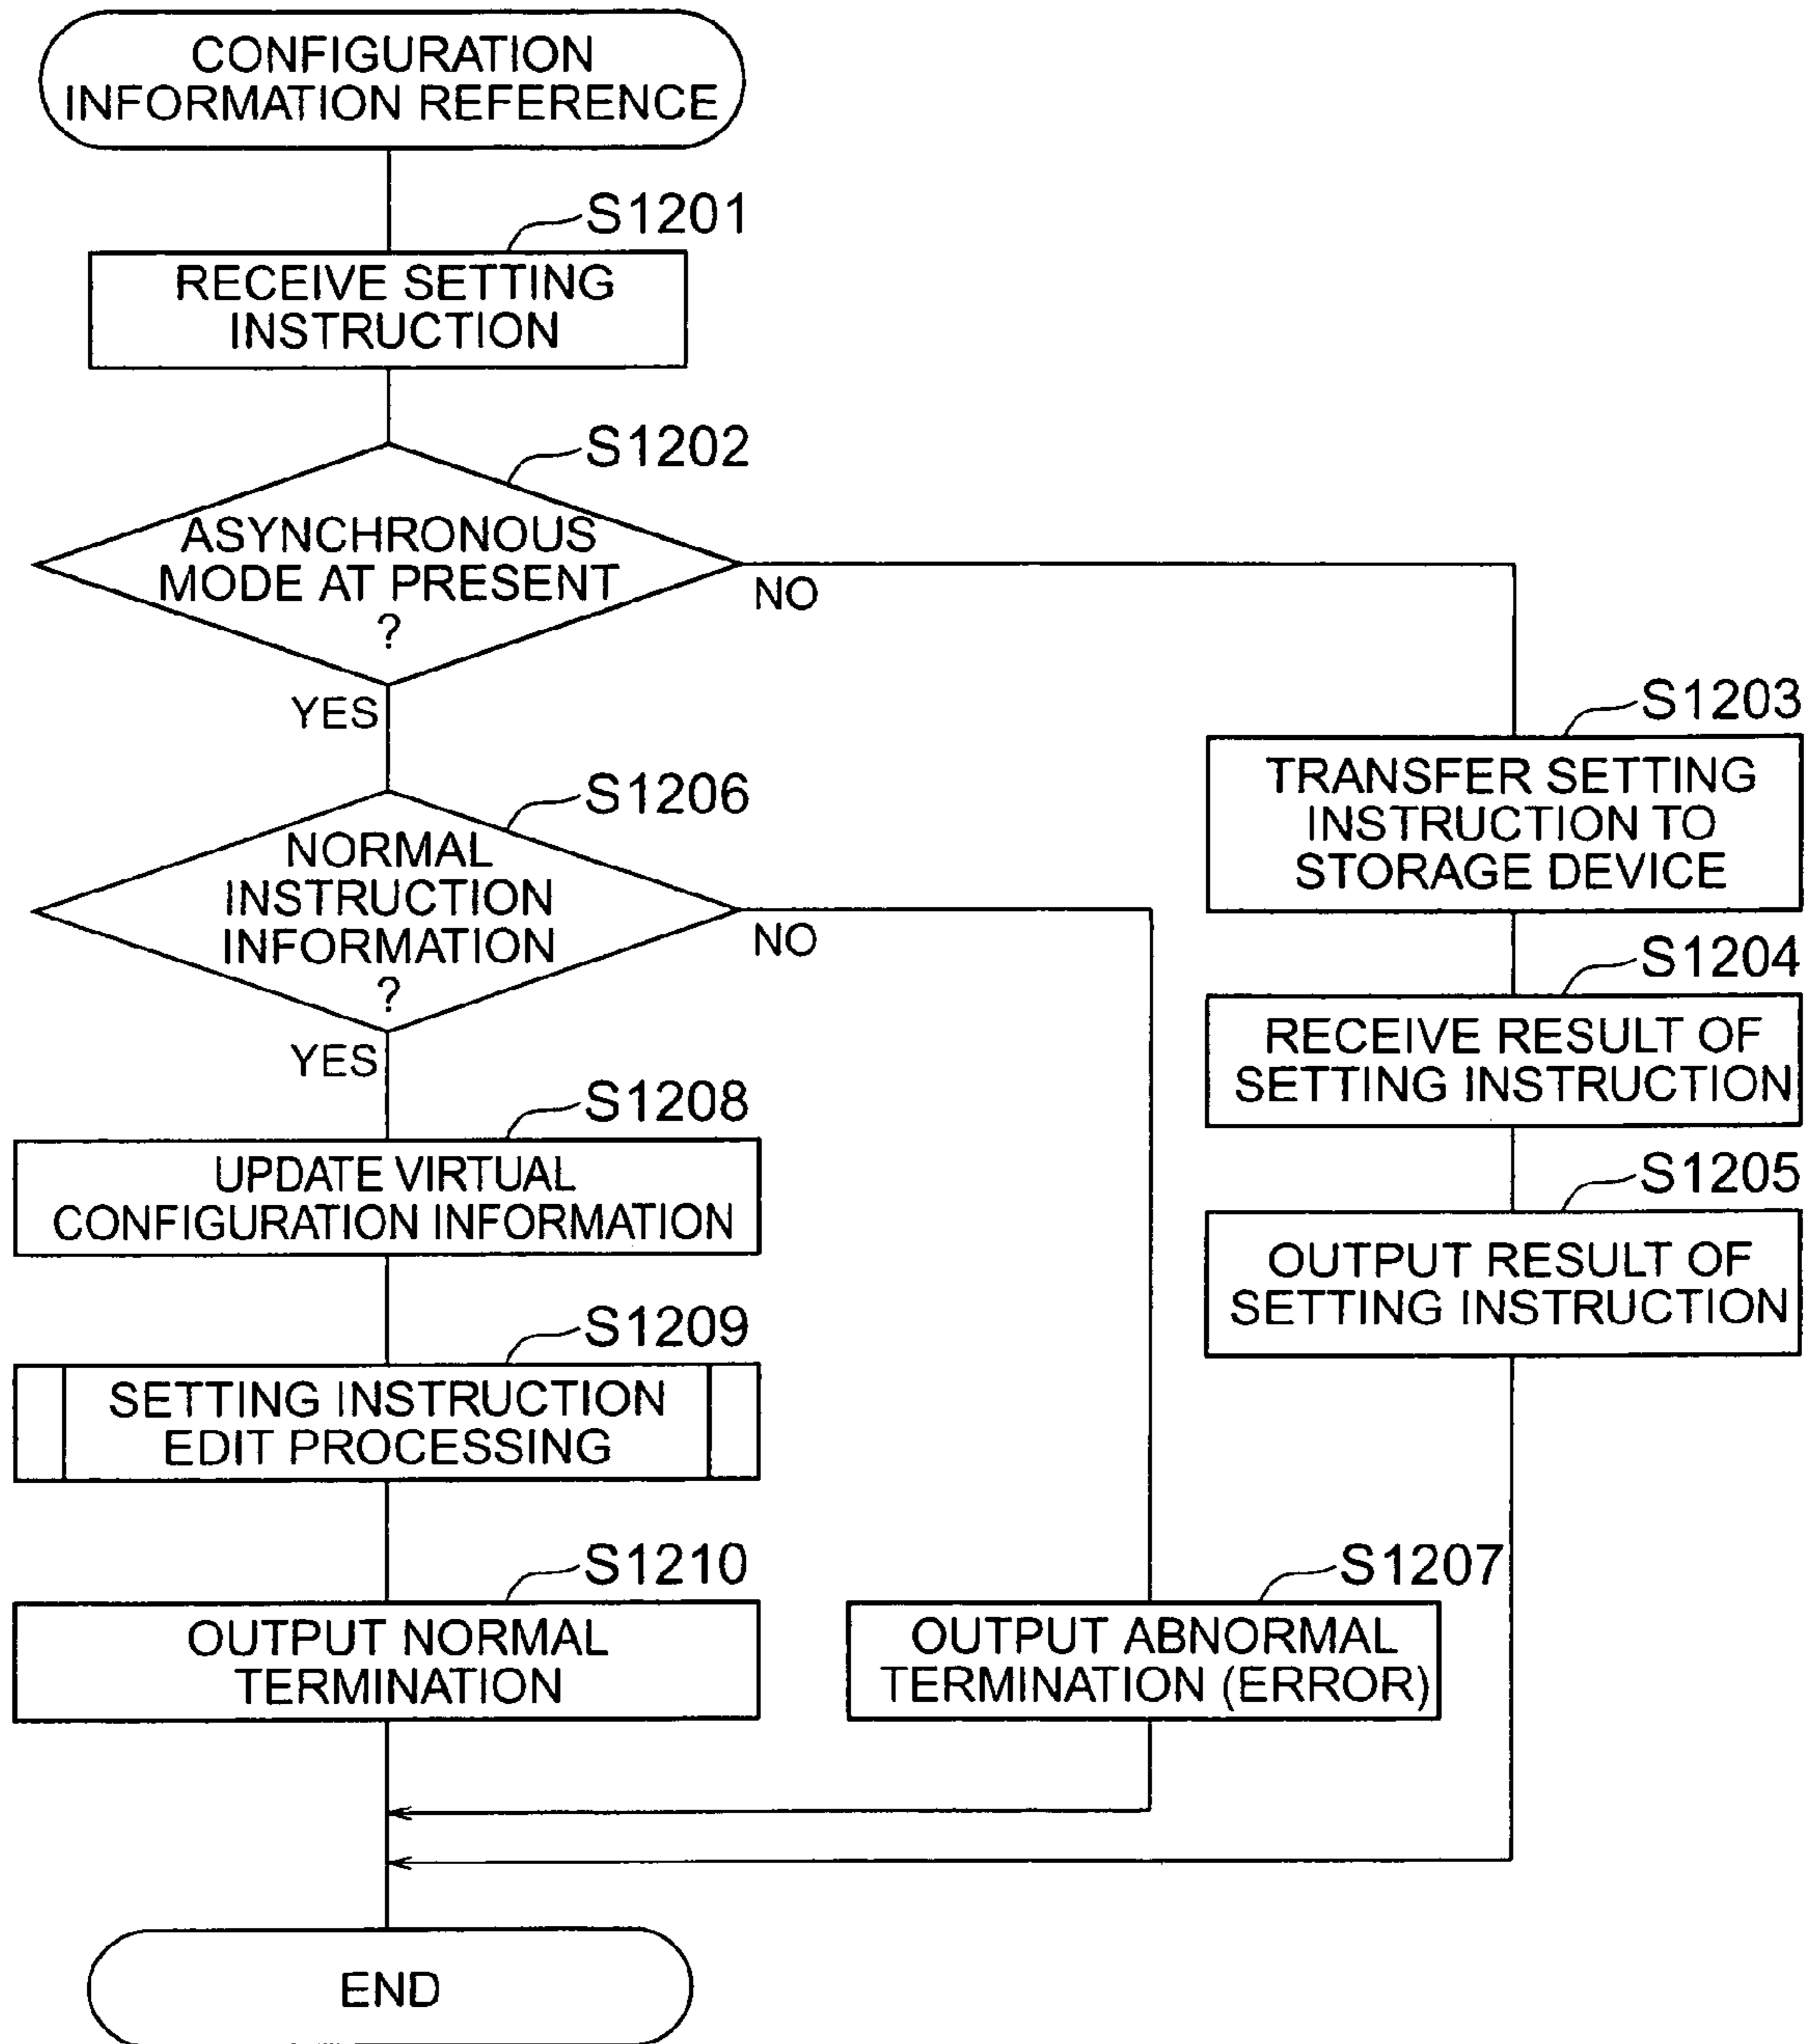 CONFIGURATION
INFORMATION REFERENCE
S1201
RECEIVE SETTING
INSTRUCTION
S1202
ASYNCHRONOUS
MODE AT PRESENT
?
NO
YES
S1203
TRANSFER SETTING
INSTRUCTION TO
STORAGE DEVICE
S1204
RECEIVE RESULT OF
SETTING INSTRUCTION
S1205
OUTPUT RESULT OF
SETTING INSTRUCTION
S1206
NORMAL
INSTRUCTION
INFORMATION
?
NO
YES
S1208
UPDATE VIRTUAL
CONFIGURATION INFORMATION
S1209
SETTING INSTRUCTION
EDIT PROCESSING
S1210
OUTPUT NORMAL
TERMINATION
S1207
OUTPUT ABNORMAL
TERMINATION (ERROR)
END